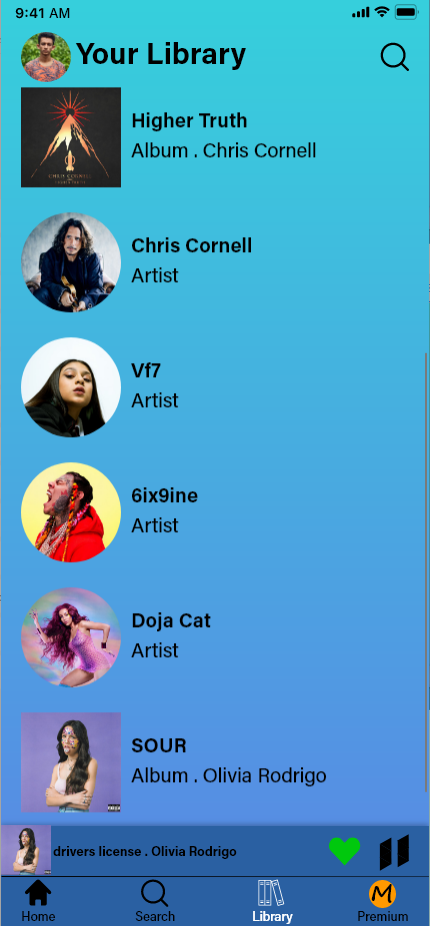 9:41 AM
Your Library
Higher Truth
Album . Chris Cornell
Chris Cornell
Artist
Vf7
Artist
6ix9ine
Artist
Doja Cat
Artist
SOUR
Album . Olivia Rodrigo
drivers license . Olivia Rodrigo
Home
Search
Library
M
Premium